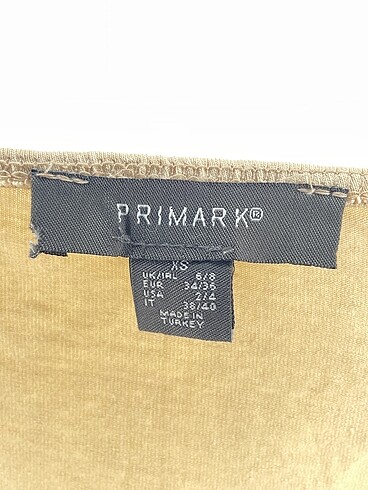 PRIMARK®
XS
UK/IRL 6/8
EUR 34/36
USA 2/4
IT 38/40
MADE IN
TURKEY